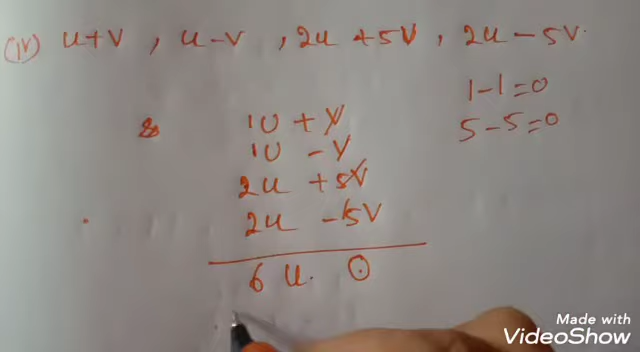 (iv) u+v , u-v , 2u +5v , 2u - 5v.
1-1=0
& 1u + v
5-5=0
1u - v
2u +5v
2u -5v
6 u. 0
Made with
VideoShow